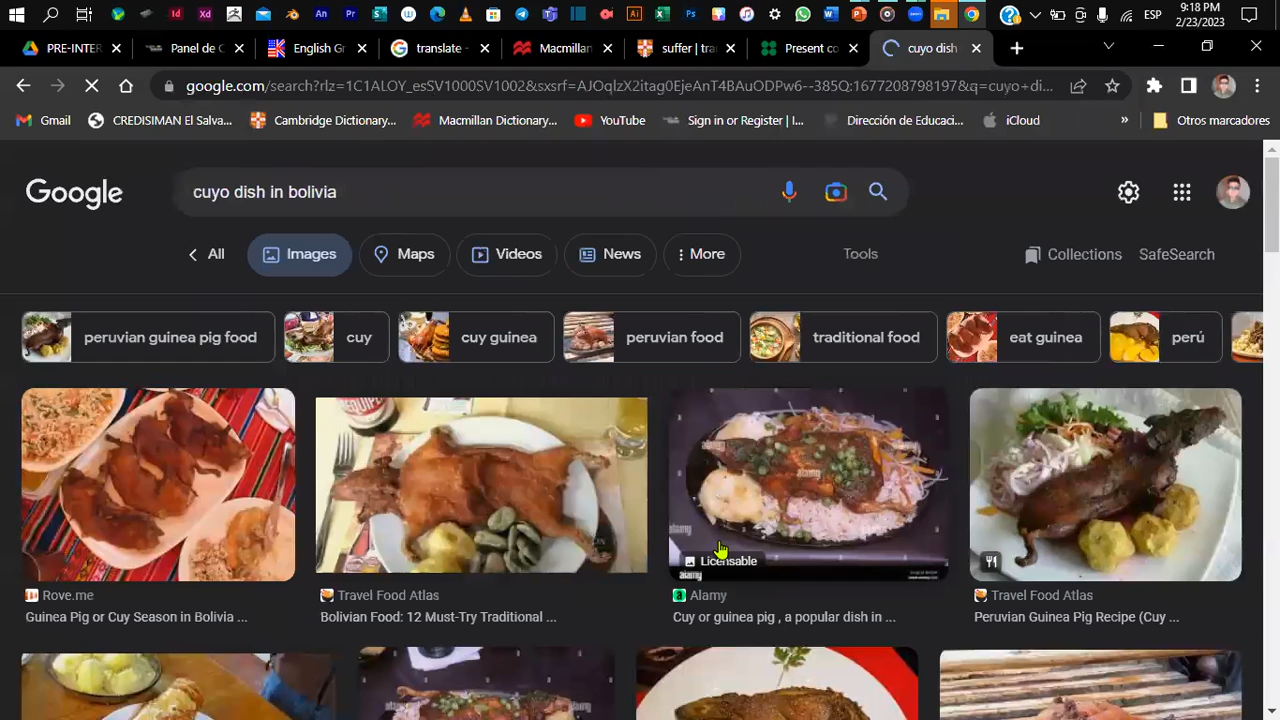 9:18 PM
ESP
2/23/2023
PRE-INTER
Panel de C
English Gr
translate -
Macmillan
suffer | tra
Present co
cuyo dish
google.com/search?rlz=1C1ALOY_esSV1000SV1002&sxsrf=AJOqlzX2itag0EjeAnT4BAuODPw6--385Q:1677208798197&q=cuyo+di...
Gmail
CREDISIMAN El Salva...
Cambridge Dictionary...
Macmillan Dictionary...
YouTube
Sign in or Register | I...
Dirección de Educaci...
iCloud
»
Otros marcadores
Google
cuyo dish in bolivia
All
Images
Maps
Videos
News
More
Tools
Collections
SafeSearch
peruvian guinea pig food
cuy
cuy guinea
peruvian food
traditional food
eat guinea
perú
alamy
Licensable
alamy
Rove.me
Travel Food Atlas
Alamy
Travel Food Atlas
Guinea Pig or Cuy Season in Bolivia ...
Bolivian Food: 12 Must-Try Traditional ...
Cuy or guinea pig , a popular dish in ...
Peruvian Guinea Pig Recipe (Cuy ...